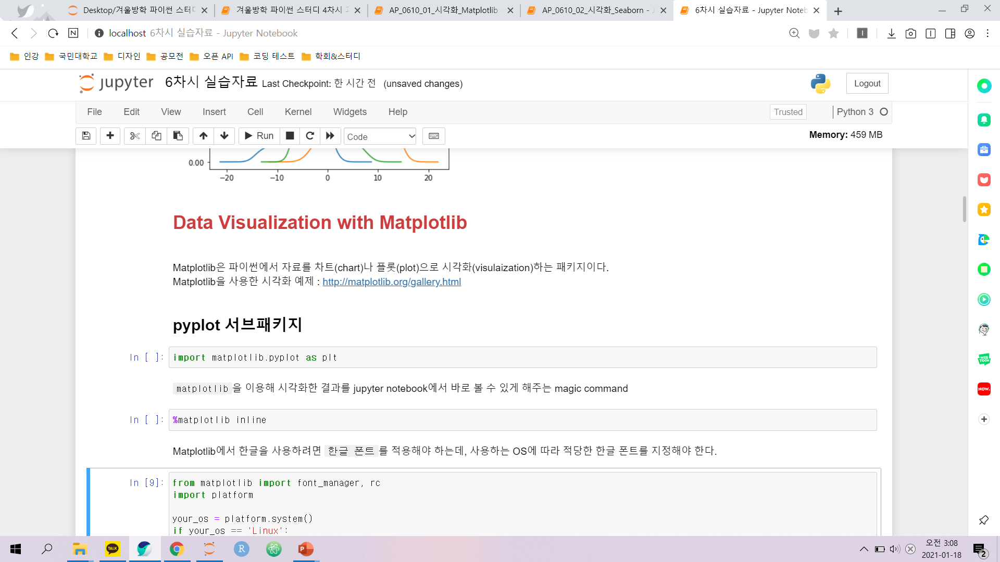 Desktop/겨울방학 파이썬 스터디
겨울방학 파이썬 스터디 4차시
AP_0610_01_시각화_Matplotlib
AP_0610_02_시각화_Seaborn -
6차시 실습자료 - Jupyter Noteb
N localhost 6차시 실습자료 - Jupyter Notebook
인강 국민대학교 디자인 공모전 오픈 API 코딩 테스트 학회&스터디
jupyter 6차시 실습자료 Last Checkpoint: 한 시간 전 (unsaved changes) Logout
File Edit View Insert Cell Kernel Widgets Help Trusted Python 3
Run Code Memory: 459 MB
0.00
−20 −10 0 10 20
Data Visualization with Matplotlib
Matplotlib은 파이썬에서 자료를 차트(chart)나 플롯(plot)으로 시각화(visulaization)하는 패키지이다.
Matplotlib을 사용한 시각화 예제 : http://matplotlib.org/gallery.html
pyplot 서브패키지
In [ ]: import matplotlib.pyplot as plt
matplotlib을 이용해 시각화한 결과를 jupyter notebook에서 바로 볼 수 있게 해주는 magic command
In [ ]: %matplotlib inline
Matplotlib에서 한글을 사용하려면 한글 폰트를 적용해야 하는데, 사용하는 OS에 따라 적당한 한글 폰트를 지정해야 한다.
In [9]: from matplotlib import font_manager, rc
import platform
your_os = platform.system()
if your_os == 'Linux':
WEB
TOON
NOW.
TALK
R
P
오전 3:08
2021-01-18
2